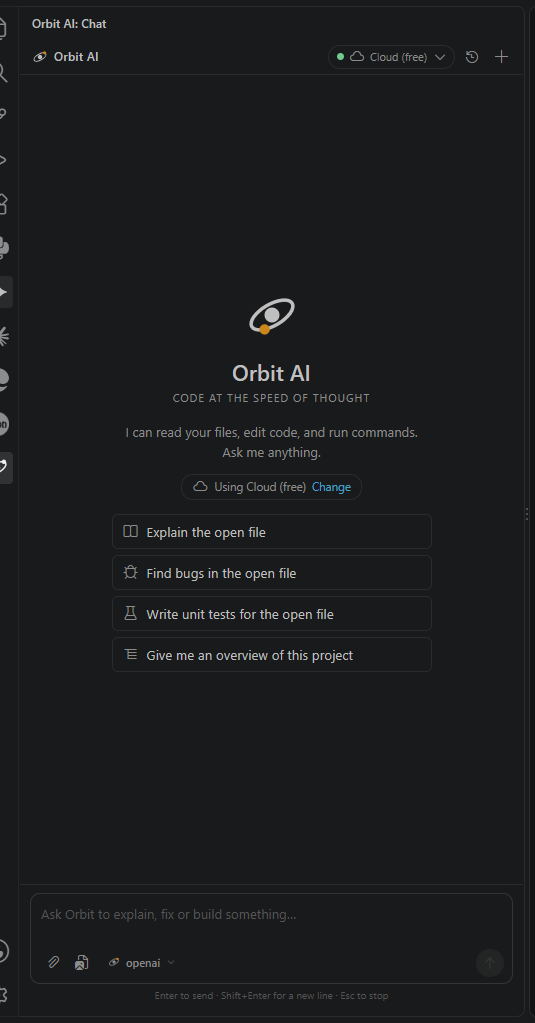 Orbit AI: Chat
Orbit AI
Cloud (free)
Orbit AI
CODE AT THE SPEED OF THOUGHT
I can read your files, edit code, and run commands.
Ask me anything.
Using Cloud (free) Change
Explain the open file
Find bugs in the open file
Write unit tests for the open file
Give me an overview of this project
Ask Orbit to explain, fix or build something...
openai
Enter to send · Shift+Enter for a new line · Esc to stop